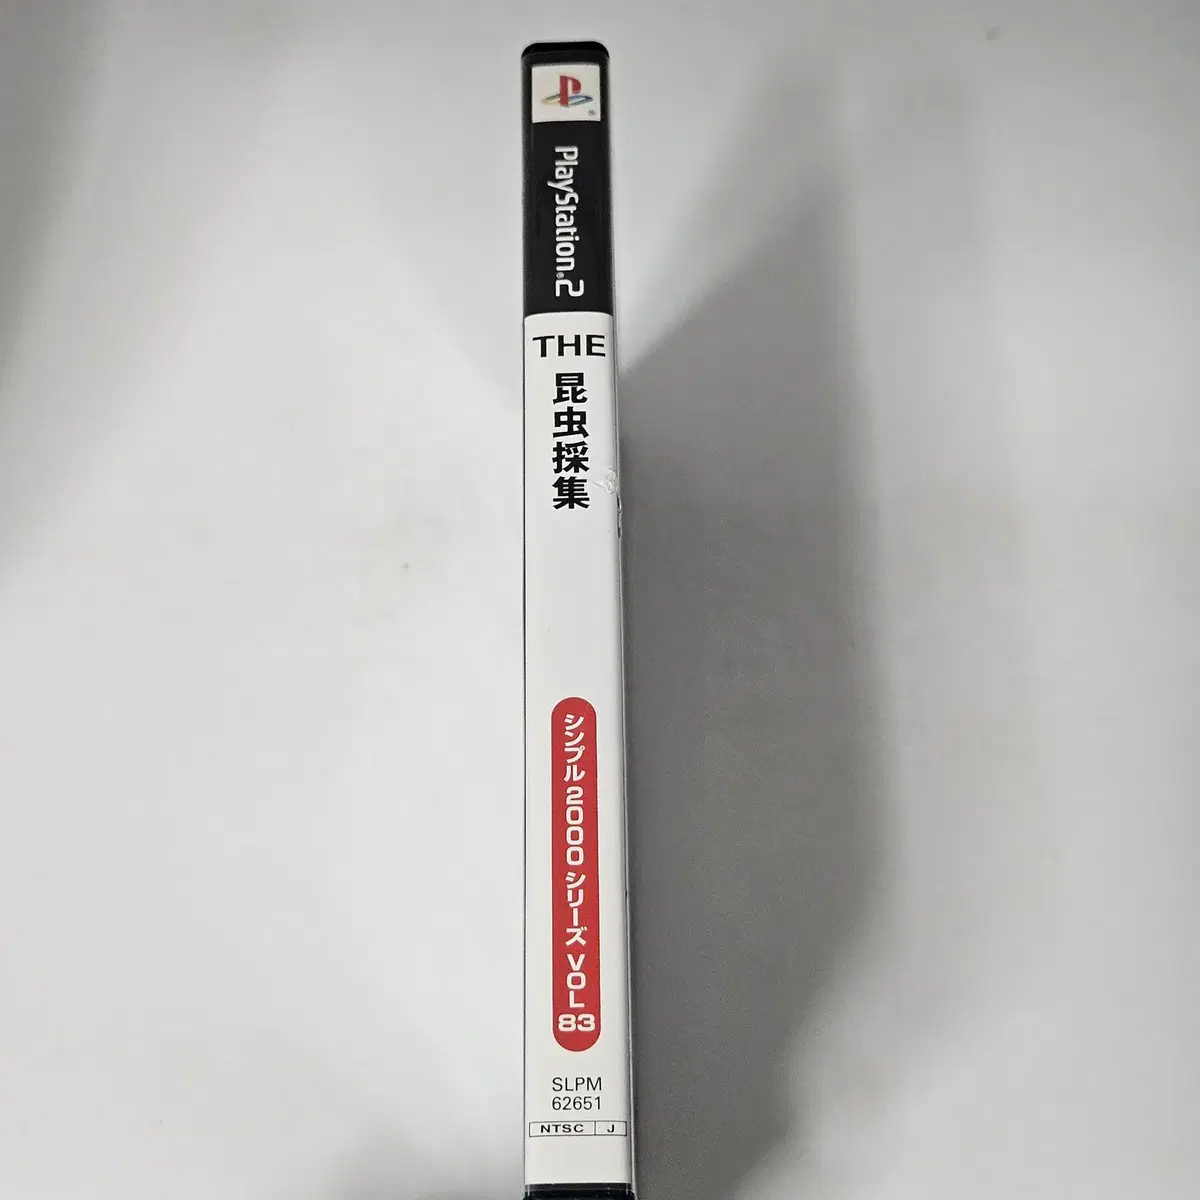 PlayStation®2
THE
昆虫採集
シンプル2000シリーズ VOL
83
SLPM
62651
NTSC J